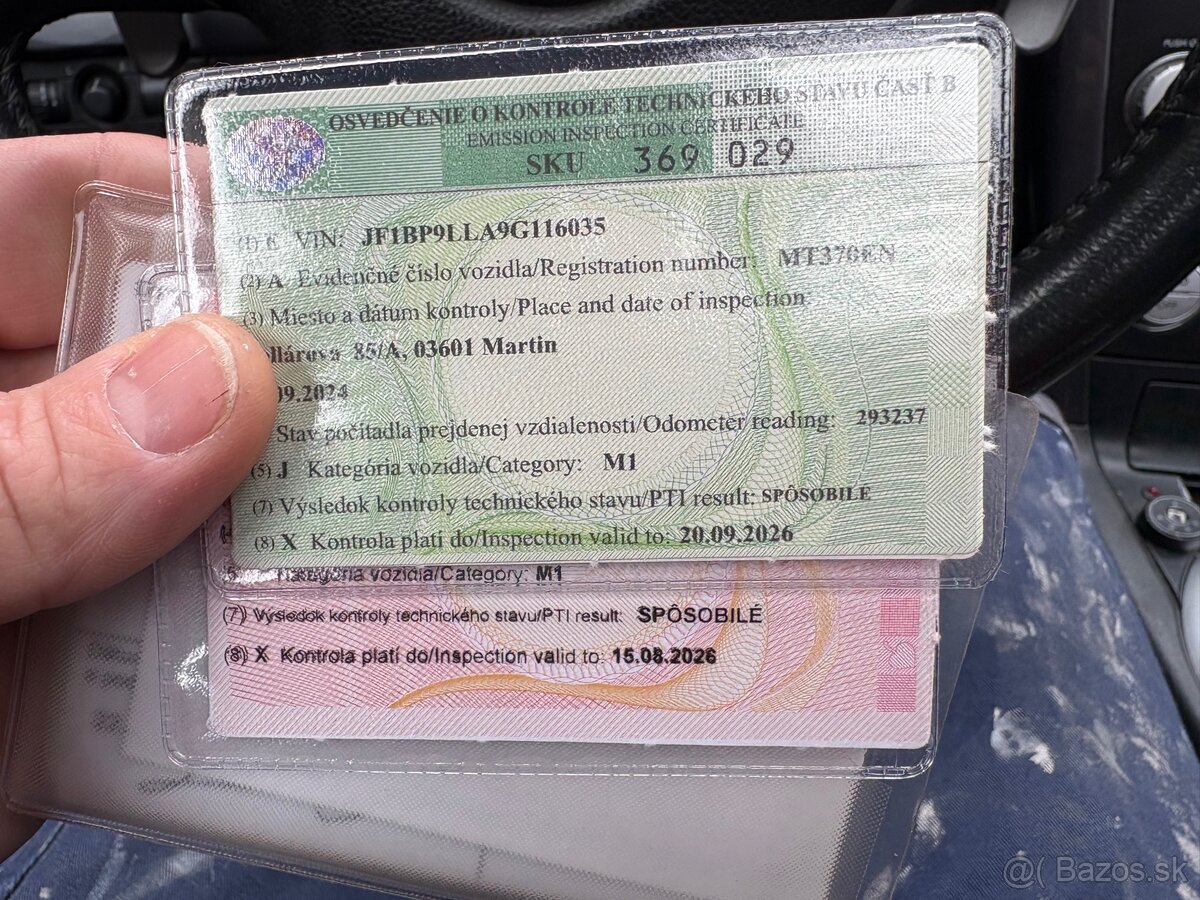 OSVEDČENIE O KONTROLE TECHNICKÉHO STAVU ČASŤ B
EMISSION INSPECTION CERTIFICATE
SKU 369 029
(1) E VIN: JF1BP9LLA9G116035
(2) A Evidenčné číslo vozidla/Registration number:
(3) Miesto a dátum kontroly/Place and date of inspection
85/A, 03601 Martin
09.2024
Stav počítadla prejdenej vzdialenosti/Odometer reading: 293237
(5) J Kategória vozidla/Category: M1
(7) Výsledok kontroly technického stavu/PTI result: SPÔSOBILE
(8) X Kontrola platí do/Inspection valid to: 20.09.2026
Kategória vozidla/Category: M1
(7) Výsledok kontroly technického stavu/PTI result: SPÔSOBILÉ
(8) X Kontrola platí do/Inspection valid to: 15.08.2026
@( Bazos.sk